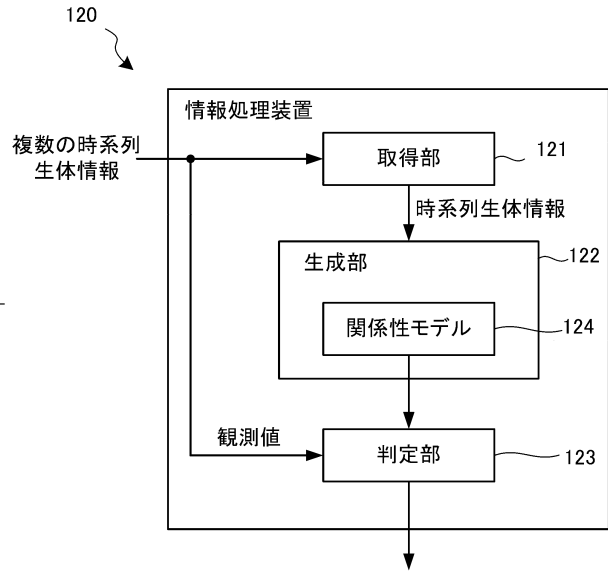 120
情報処理装置
複数の時系列
生体情報
取得部
121
時系列生体情報
生成部
122
関係性モデル
124
観測値
判定部
123